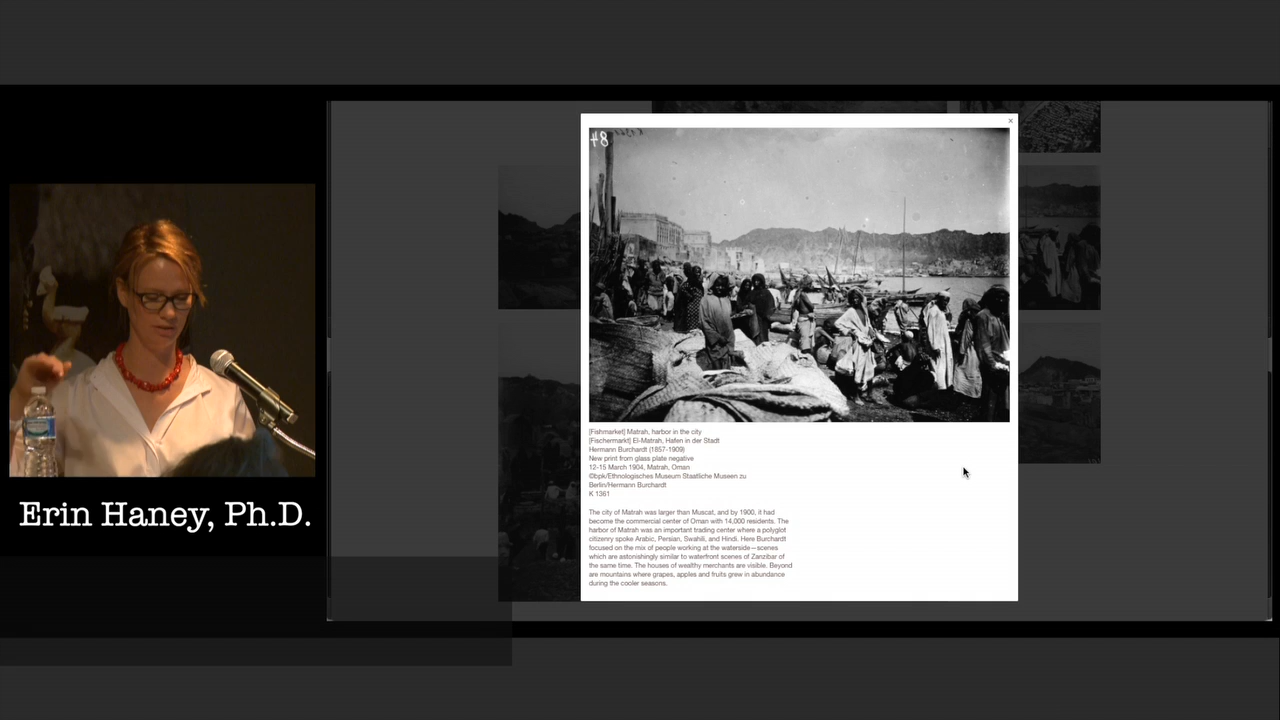 48
[Fishmarket] Matrah, harbor in the city
[Fischermarkt] El-Matrah, Hafen in der Stadt
Hermann Burchardt (1857-1909)
New print from glass plate negative
12-15 March 1904, Matrah, Oman
©bpk/Ethnologisches Museum Staatliche Museen zu
Berlin/Hermann Burchardt
K 1361
The city of Matrah was larger than Muscat, and by 1900, it had
become the commercial center of Oman with 14,000 residents. The
harbor of Matrah was an important trading center where a polyglot
citizenry spoke Arabic, Persian, Swahili, and Hindi. Here Burchardt
focused on the mix of people working at the waterside—scenes
which are astonishingly similar to waterfront scenes of Zanzibar of
the same time. The houses of wealthy merchants are visible. Beyond
are mountains where grapes, apples and fruits grew in abundance
during the cooler seasons.
Erin Haney, Ph.D.